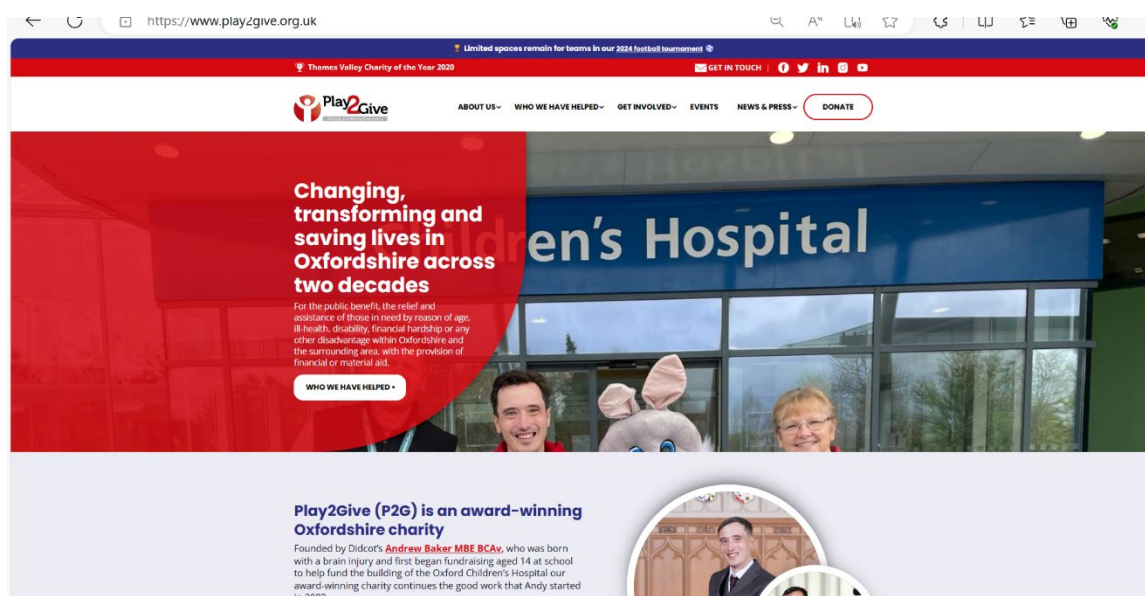 https://www.play2give.org.uk
Limited spaces remain for teams in our 2024 football tournament
Thames Valley Charity of the Year 2020
GET IN TOUCH |
Play2Give
ABOUT US WHO WE HAVE HELPED GET INVOLVED EVENTS NEWS & PRESS DONATE
Changing,
transforming and
saving lives in
Oxfordshire across
two decades
For the public benefit, the relief and
assistance of those in need by reason of age,
ill-health, disability, financial hardship or any
other disadvantage within Oxfordshire and
the surrounding area, with the provision of
financial or material aid.
WHO WE HAVE HELPED
Children's Hospital
Play2Give (P2G) is an award-winning
Oxfordshire charity
Founded by Didcot's Andrew Baker MBE BCAv, who was born
with a brain injury and first began fundraising aged 14 at school
to help fund the building of the Oxford Children's Hospital our
award-winning charity continues the good work that Andy started